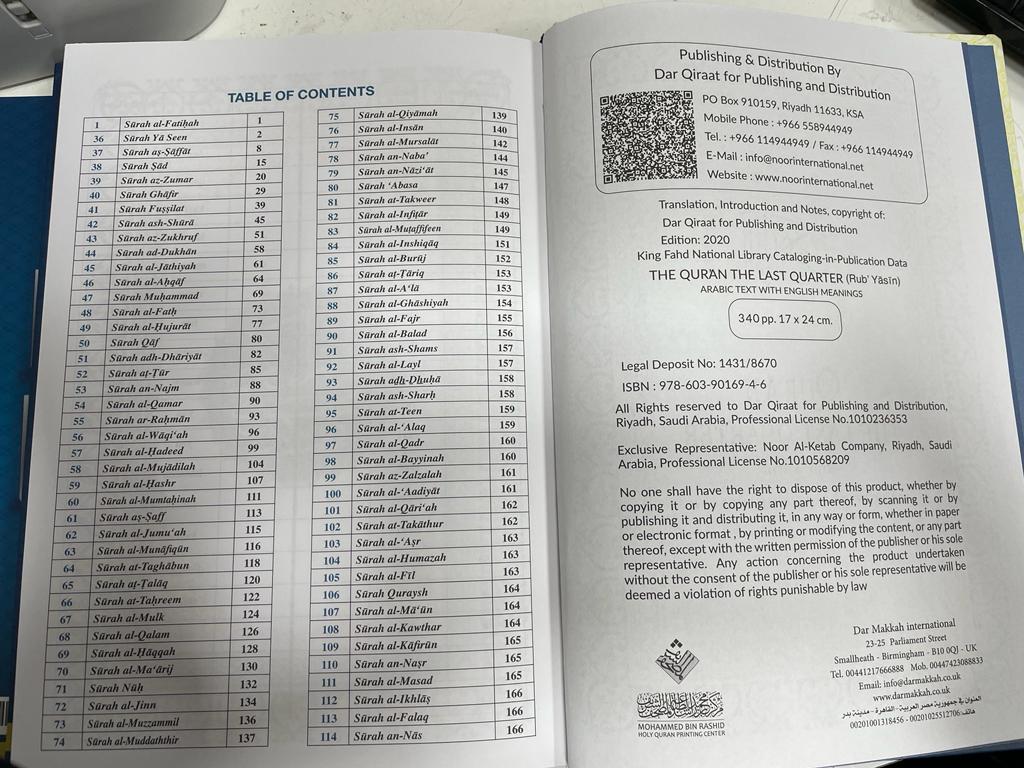 TABLE OF CONTENTS
1 Sūrah al-Fatiḥah 1
36 Sūrah Yā Seen 2
37 Sūrah aṣ-Ṣāffāt 8
38 Sūrah Ṣād 15
39 Sūrah az-Zumar 20
40 Sūrah Ghāfir 29
41 Sūrah Fuṣṣilat 39
42 Sūrah ash-Shūrā 45
43 Sūrah az-Zukhruf 51
44 Sūrah ad-Dukhān 58
45 Sūrah al-Jāthiyah 61
46 Sūrah al-Aḥqāf 64
47 Sūrah Muḥammad 69
48 Sūrah al-Fatḥ 73
49 Sūrah al-Ḥujurāt 77
50 Sūrah Qāf 80
51 Sūrah adh-Dhāriyāt 82
52 Sūrah aṭ-Ṭūr 85
53 Sūrah an-Najm 88
54 Sūrah al-Qamar 90
55 Sūrah ar-Raḥmān 93
56 Sūrah al-Wāqi‘ah 96
57 Sūrah al-Ḥadeed 99
58 Sūrah al-Mujādilah 104
59 Sūrah al-Ḥashr 107
60 Sūrah al-Mumtaḥinah 111
61 Sūrah aṣ-Ṣaff 113
62 Sūrah al-Jumu‘ah 115
63 Sūrah al-Munāfiqūn 116
64 Sūrah at-Taghābun 118
65 Sūrah aṭ-Ṭalāq 120
66 Sūrah at-Taḥreem 122
67 Sūrah al-Mulk 124
68 Sūrah al-Qalam 126
69 Sūrah al-Ḥāqqah 128
70 Sūrah al-Ma‘ārij 130
71 Sūrah Nūḥ 132
72 Sūrah al-Jinn 134
73 Sūrah al-Muzzammil 136
74 Sūrah al-Muddaththir 137
75 Sūrah al-Qiyāmah 139
76 Sūrah al-Insān 140
77 Sūrah al-Mursalāt 142
78 Sūrah an-Naba’ 144
79 Sūrah an-Nāzi‘āt 145
80 Sūrah ‘Abasa 147
81 Sūrah at-Takweer 148
82 Sūrah al-Infiṭār 149
83 Sūrah al-Muṭaffifeen 149
84 Sūrah al-Inshiqāq 151
85 Sūrah al-Burūj 152
86 Sūrah aṭ-Ṭāriq 153
87 Sūrah al-A‘lā 153
88 Sūrah al-Ghāshiyah 154
89 Sūrah al-Fajr 155
90 Sūrah al-Balad 156
91 Sūrah ash-Shams 157
92 Sūrah al-Layl 157
93 Sūrah adh-Dhuḥā 158
94 Sūrah ash-Sharḥ 158
95 Sūrah at-Teen 159
96 Sūrah al-‘Alaq 159
97 Sūrah al-Qadr 160
98 Sūrah al-Bayyinah 160
99 Sūrah az-Zalzalah 161
100 Sūrah al-‘Aadiyāt 161
101 Sūrah al-Qāri‘ah 162
102 Sūrah at-Takāthur 162
103 Sūrah al-‘Aṣr 163
104 Sūrah al-Humazah 163
105 Sūrah al-Fīl 163
106 Sūrah Quraysh 164
107 Sūrah al-Mā‘ūn 164
108 Sūrah al-Kawthar 164
109 Sūrah al-Kāfirūn 165
110 Sūrah an-Naṣr 165
111 Sūrah al-Masad 165
112 Sūrah al-Ikhlāṣ 166
113 Sūrah al-Falaq 166
114 Sūrah an-Nās 166
Publishing & Distribution By
Dar Qiraat for Publishing and Distribution
PO Box 910159, Riyadh 11633, KSA
Mobile Phone : +966 558944949
Tel. : +966 114944949 / Fax : +966 114944949
E-Mail : info@noorinternational.net
Website : www.noorinternational.net
Translation, Introduction and Notes, copyright of:
Dar Qiraat for Publishing and Distribution
Edition: 2020
King Fahd National Library Cataloging-in-Publication Data
THE QURʾAN THE LAST QUARTER (Rub‘ Yāsīn)
ARABIC TEXT WITH ENGLISH MEANINGS
340 pp. 17 x 24 cm.
Legal Deposit No: 1431/8670
ISBN : 978-603-90169-4-6
All Rights reserved to Dar Qiraat for Publishing and Distribution,
Riyadh, Saudi Arabia, Professional License No.1010236353
Exclusive Representative: Noor Al-Ketab Company, Riyadh, Saudi
Arabia, Professional License No.1010568209
No one shall have the right to dispose of this product, whether by
copying it or by copying any part thereof, by scanning it or by
publishing it and distributing it, in any way or form, whether in paper
or electronic format , by printing or modifying the content, or any part
thereof, except with the written permission of the publisher or his sole
representative. Any action concerning the product undertaken
without the consent of the publisher or his sole representative will be
deemed a violation of rights punishable by law
MOHAMMED BIN RASHID
HOLY QURAN PRINTING CENTER
Dar Makkah international
23-25 Parliament Street
Smallheath - Birmingham - B10 0QJ - UK
Tel. 00441217666888 Mob. 00447423088833
Email: info@darmakkah.co.uk
www.darmakkah.co.uk
العنوان في جمهورية مصر العربية - القاهرة - مدينة بدر
هاتف: 00201025512706 - 00201001318456